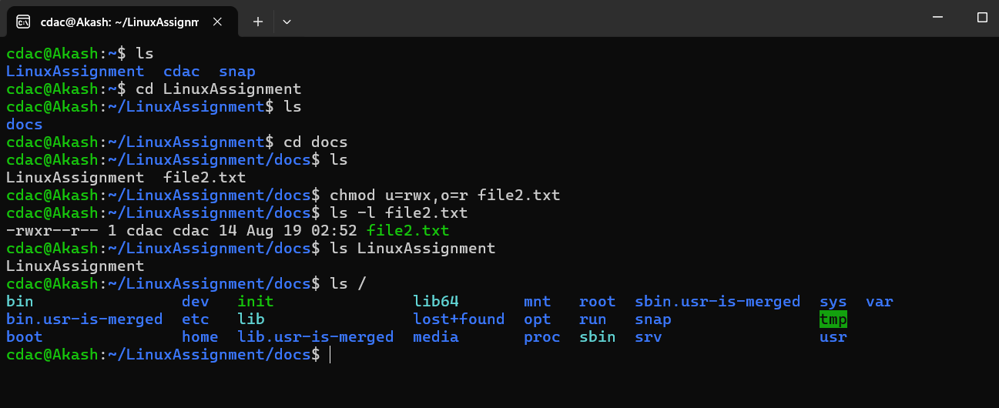 cdac@Akash: ~/LinuxAssignm
cdac@Akash:~$ ls
LinuxAssignment  cdac  snap
cdac@Akash:~$ cd LinuxAssignment
cdac@Akash:~/LinuxAssignment$ ls
docs
cdac@Akash:~/LinuxAssignment$ cd docs
cdac@Akash:~/LinuxAssignment/docs$ ls
LinuxAssignment  file2.txt
cdac@Akash:~/LinuxAssignment/docs$ chmod u=rwx,o=r file2.txt
cdac@Akash:~/LinuxAssignment/docs$ ls -l file2.txt
-rwxr--r-- 1 cdac cdac 14 Aug 19 02:52 file2.txt
cdac@Akash:~/LinuxAssignment/docs$ ls LinuxAssignment
LinuxAssignment
cdac@Akash:~/LinuxAssignment/docs$ ls /
bin                dev   init               lib64       mnt   root  sbin.usr-is-merged  sys  var
bin.usr-is-merged  etc   lib                lost+found  opt   run   snap                tmp
boot               home  lib.usr-is-merged  media       proc  sbin  srv                 usr
cdac@Akash:~/LinuxAssignment/docs$